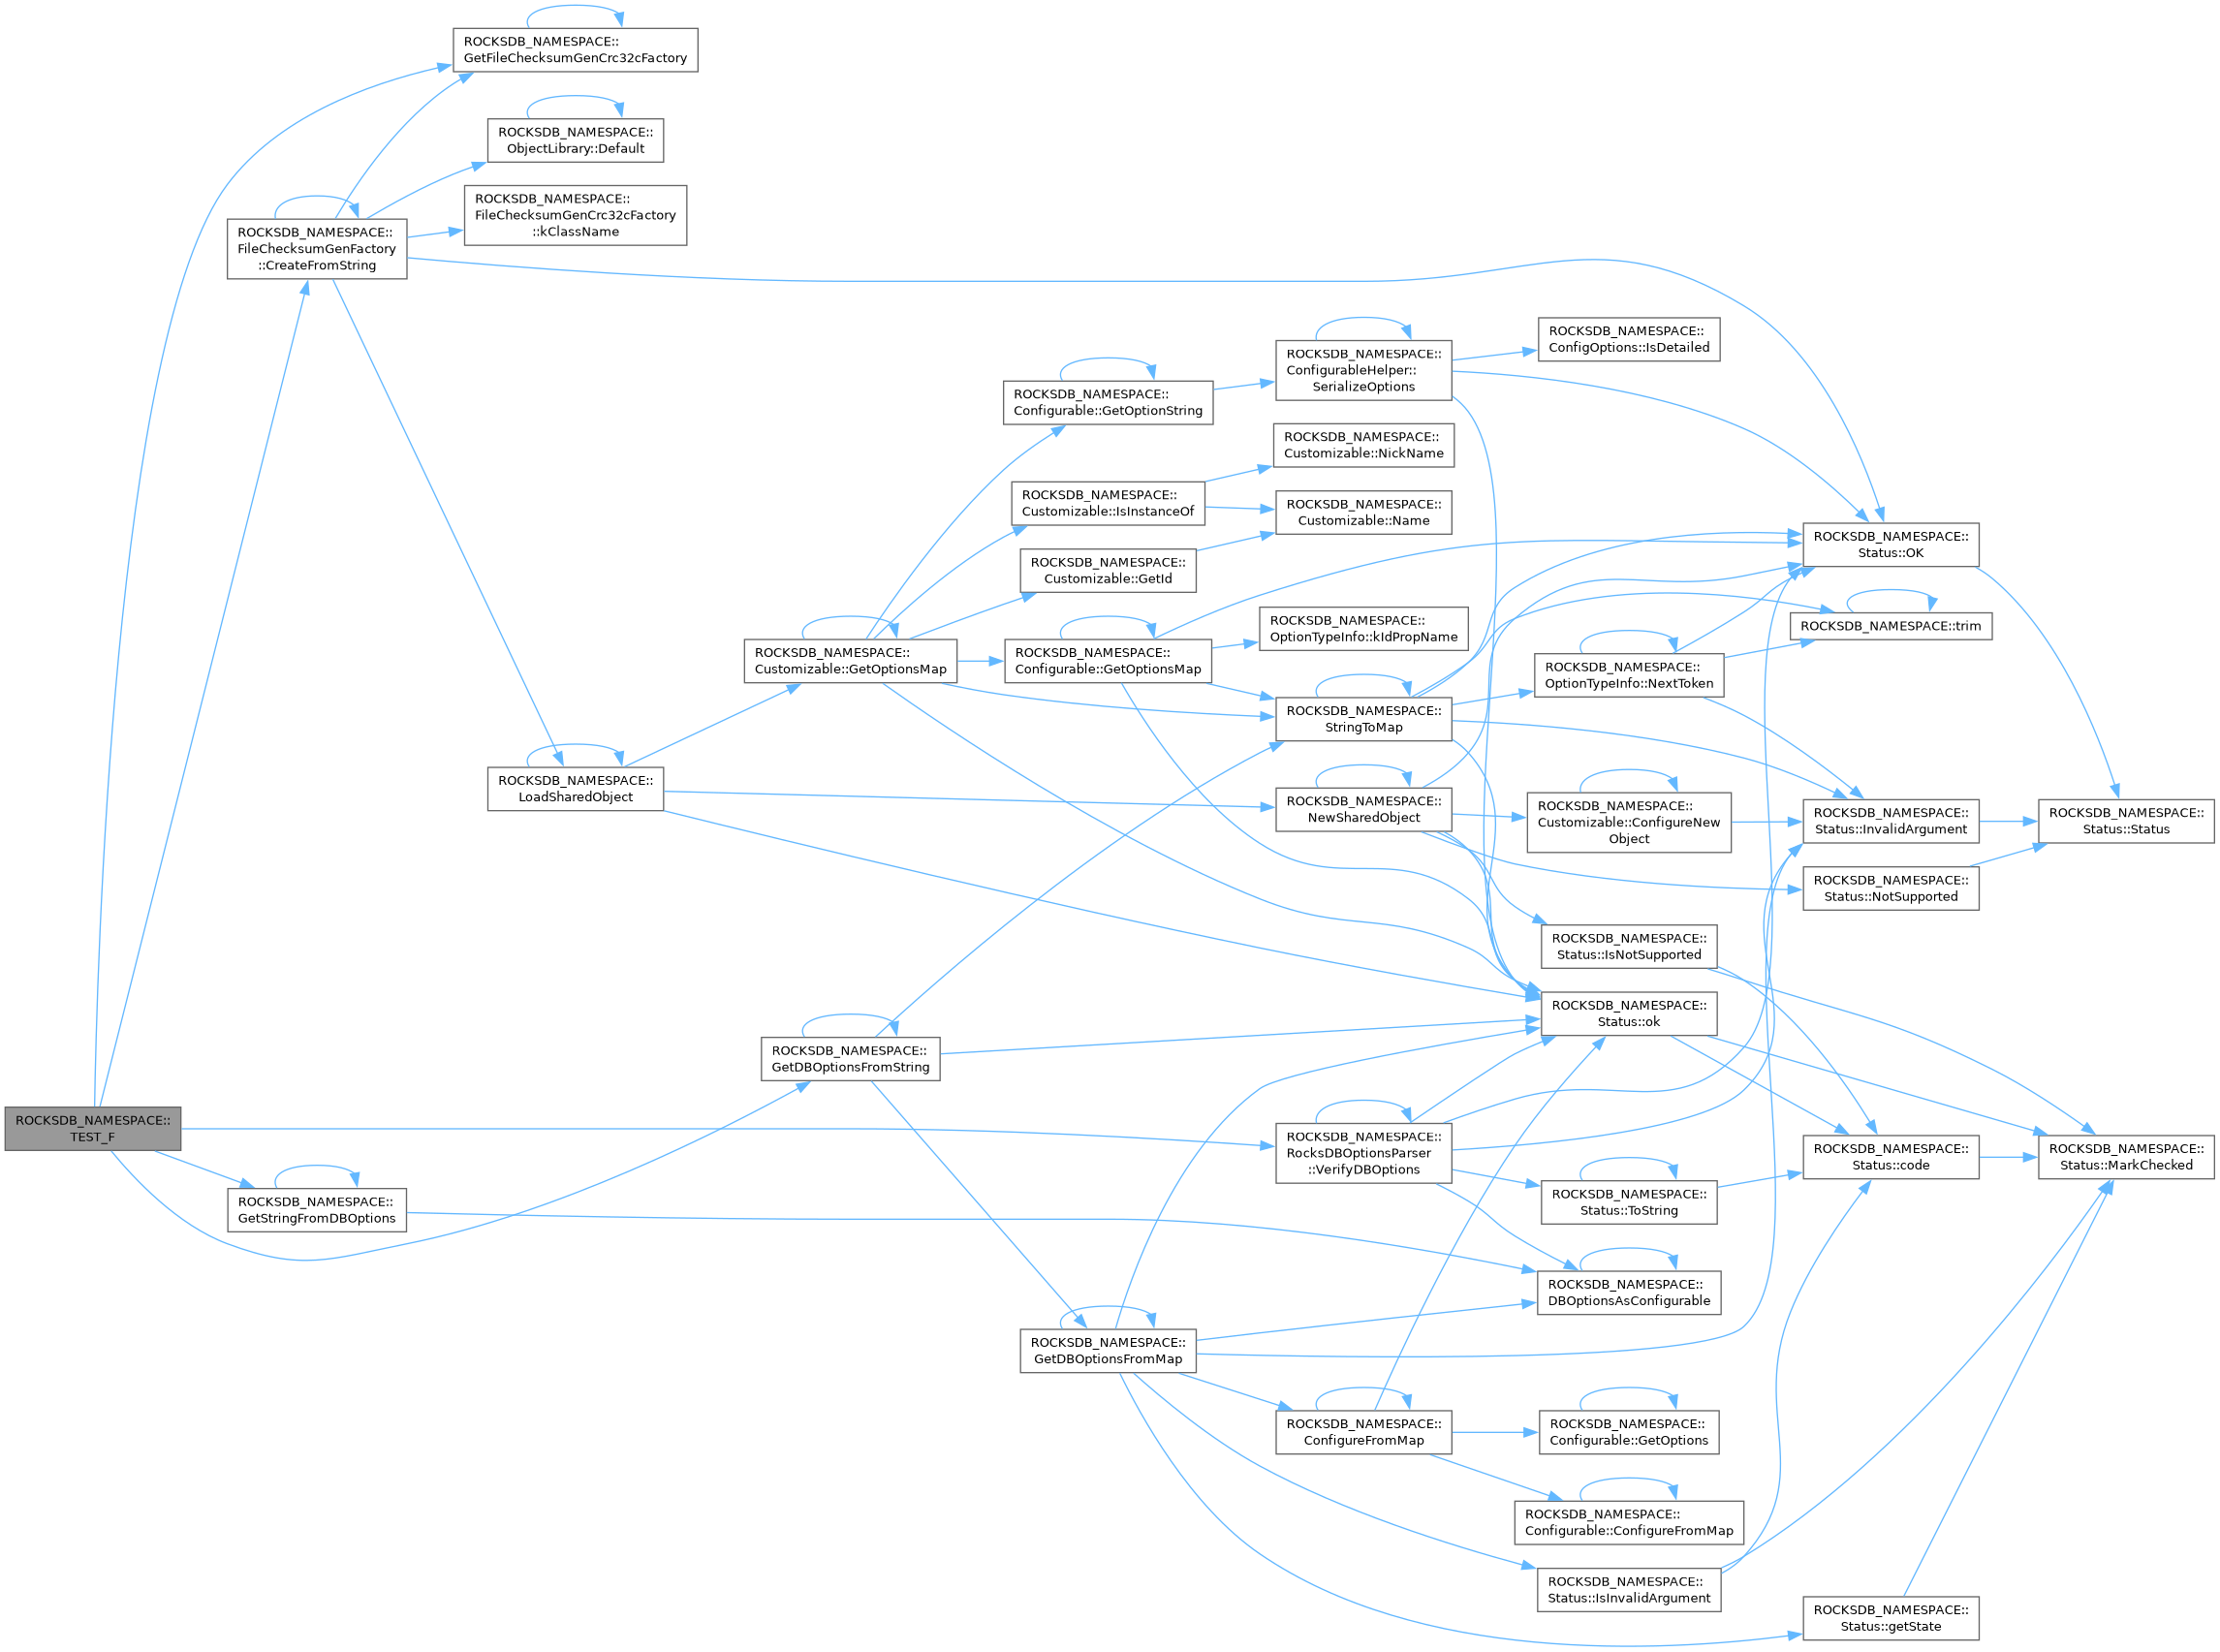 ROCKSDB_NAMESPACE::
TEST_F
ROCKSDB_NAMESPACE::
FileChecksumGenFactory
::CreateFromString
ROCKSDB_NAMESPACE::
GetStringFromDBOptions
ROCKSDB_NAMESPACE::
GetFileChecksumGenCrc32cFactory
ROCKSDB_NAMESPACE::
ObjectLibrary::Default
ROCKSDB_NAMESPACE::
FileChecksumGenCrc32cFactory
::kClassName
ROCKSDB_NAMESPACE::
LoadSharedObject
ROCKSDB_NAMESPACE::
Customizable::GetOptionsMap
ROCKSDB_NAMESPACE::
GetDBOptionsFromString
ROCKSDB_NAMESPACE::
Configurable::GetOptionString
ROCKSDB_NAMESPACE::
Customizable::IsInstanceOf
ROCKSDB_NAMESPACE::
Customizable::GetId
ROCKSDB_NAMESPACE::
Configurable::GetOptionsMap
ROCKSDB_NAMESPACE::
GetDBOptionsFromMap
ROCKSDB_NAMESPACE::
ConfigurableHelper::
SerializeOptions
ROCKSDB_NAMESPACE::
Customizable::NickName
ROCKSDB_NAMESPACE::
Customizable::Name
ROCKSDB_NAMESPACE::
OptionTypeInfo::kIdPropName
ROCKSDB_NAMESPACE::
StringToMap
ROCKSDB_NAMESPACE::
NewSharedObject
ROCKSDB_NAMESPACE::
RocksDBOptionsParser
::VerifyDBOptions
ROCKSDB_NAMESPACE::
ConfigureFromMap
ROCKSDB_NAMESPACE::
ConfigOptions::IsDetailed
ROCKSDB_NAMESPACE::
OptionTypeInfo::NextToken
ROCKSDB_NAMESPACE::
Customizable::ConfigureNew
Object
ROCKSDB_NAMESPACE::
Status::IsNotSupported
ROCKSDB_NAMESPACE::
Status::ok
ROCKSDB_NAMESPACE::
Status::ToString
ROCKSDB_NAMESPACE::
DBOptionsAsConfigurable
ROCKSDB_NAMESPACE::
Configurable::GetOptions
ROCKSDB_NAMESPACE::
Configurable::ConfigureFromMap
ROCKSDB_NAMESPACE::
Status::IsInvalidArgument
ROCKSDB_NAMESPACE::
Status::OK
ROCKSDB_NAMESPACE::trim
ROCKSDB_NAMESPACE::
Status::InvalidArgument
ROCKSDB_NAMESPACE::
Status::NotSupported
ROCKSDB_NAMESPACE::
Status::code
ROCKSDB_NAMESPACE::
Status::getState
ROCKSDB_NAMESPACE::
Status::Status
ROCKSDB_NAMESPACE::
Status::MarkChecked